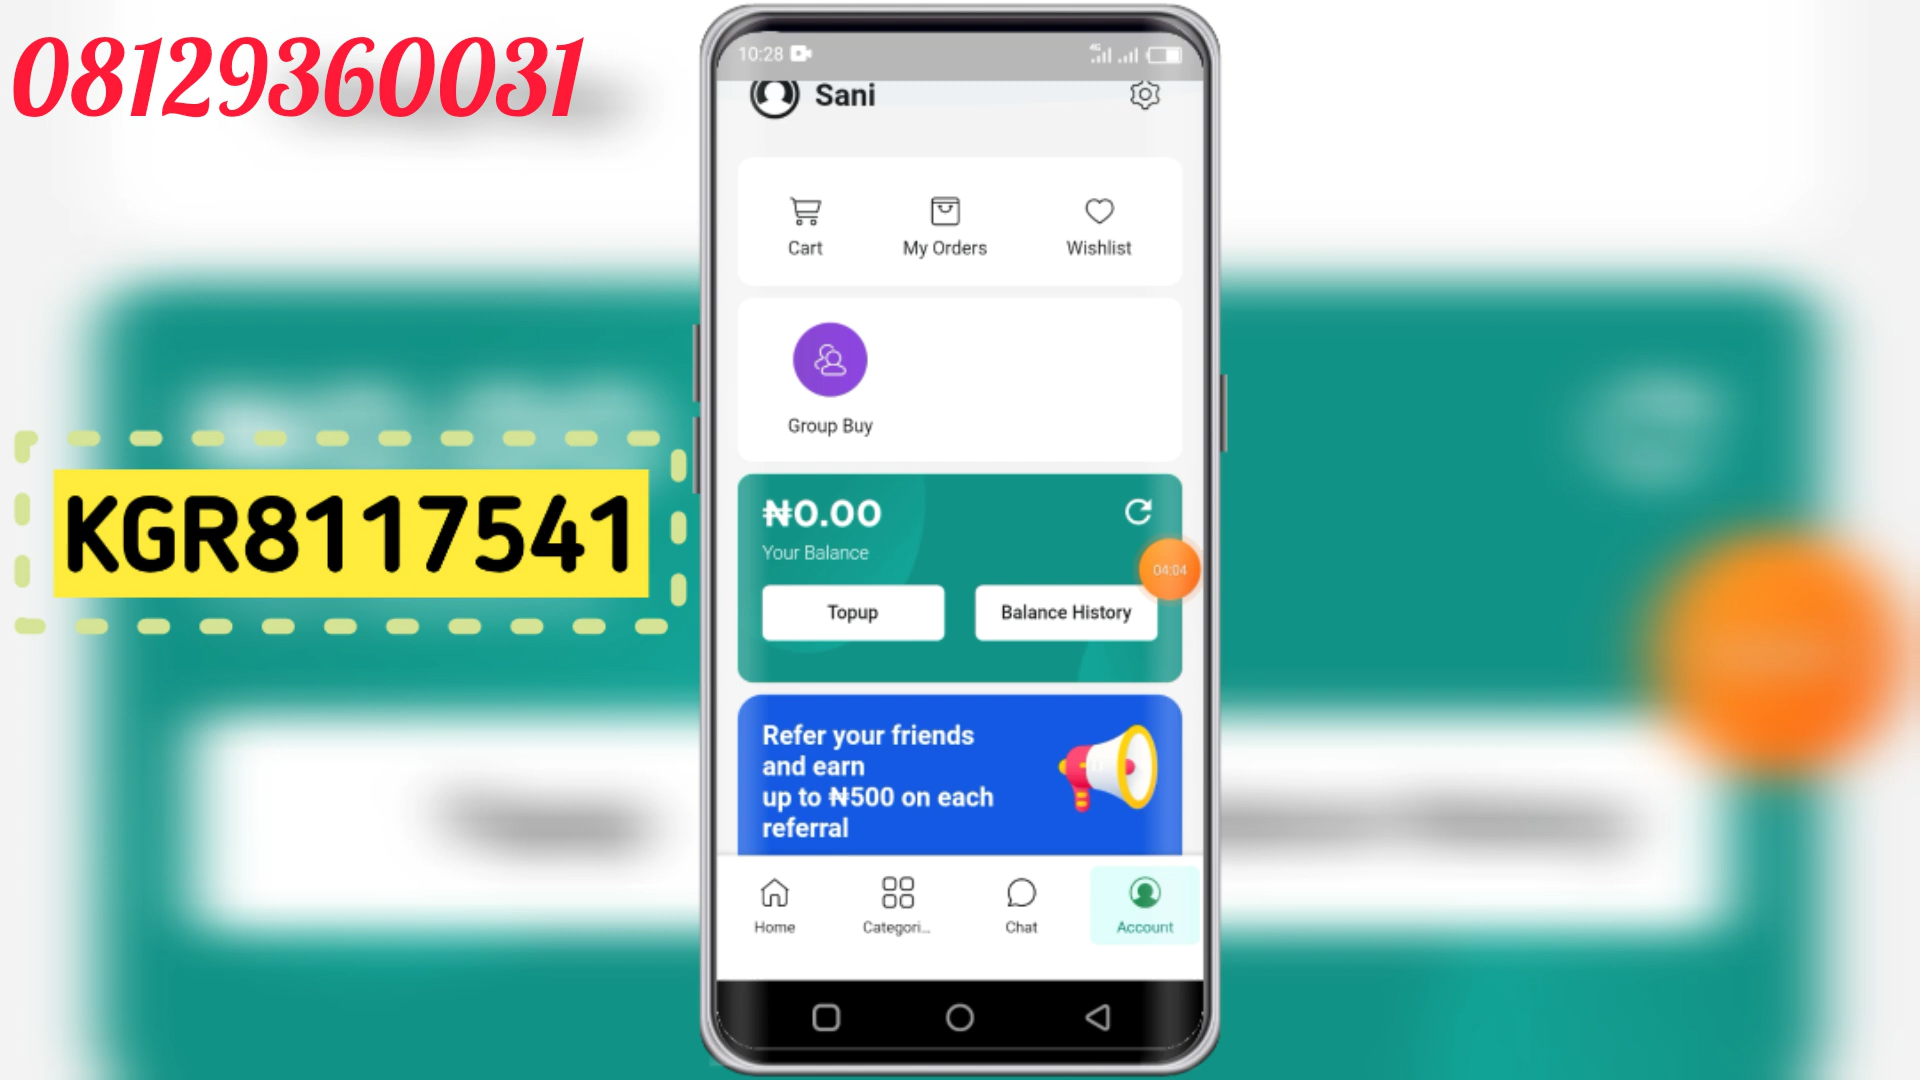 08129360031
KGR8117541
10:28
4G
Sani
Cart
My Orders
Wishlist
Group Buy
₦0.00
Your Balance
04:04
Topup
Balance History
Refer your friends
and earn
up to ₦500 on each
referral
Home
Categori...
Chat
Account